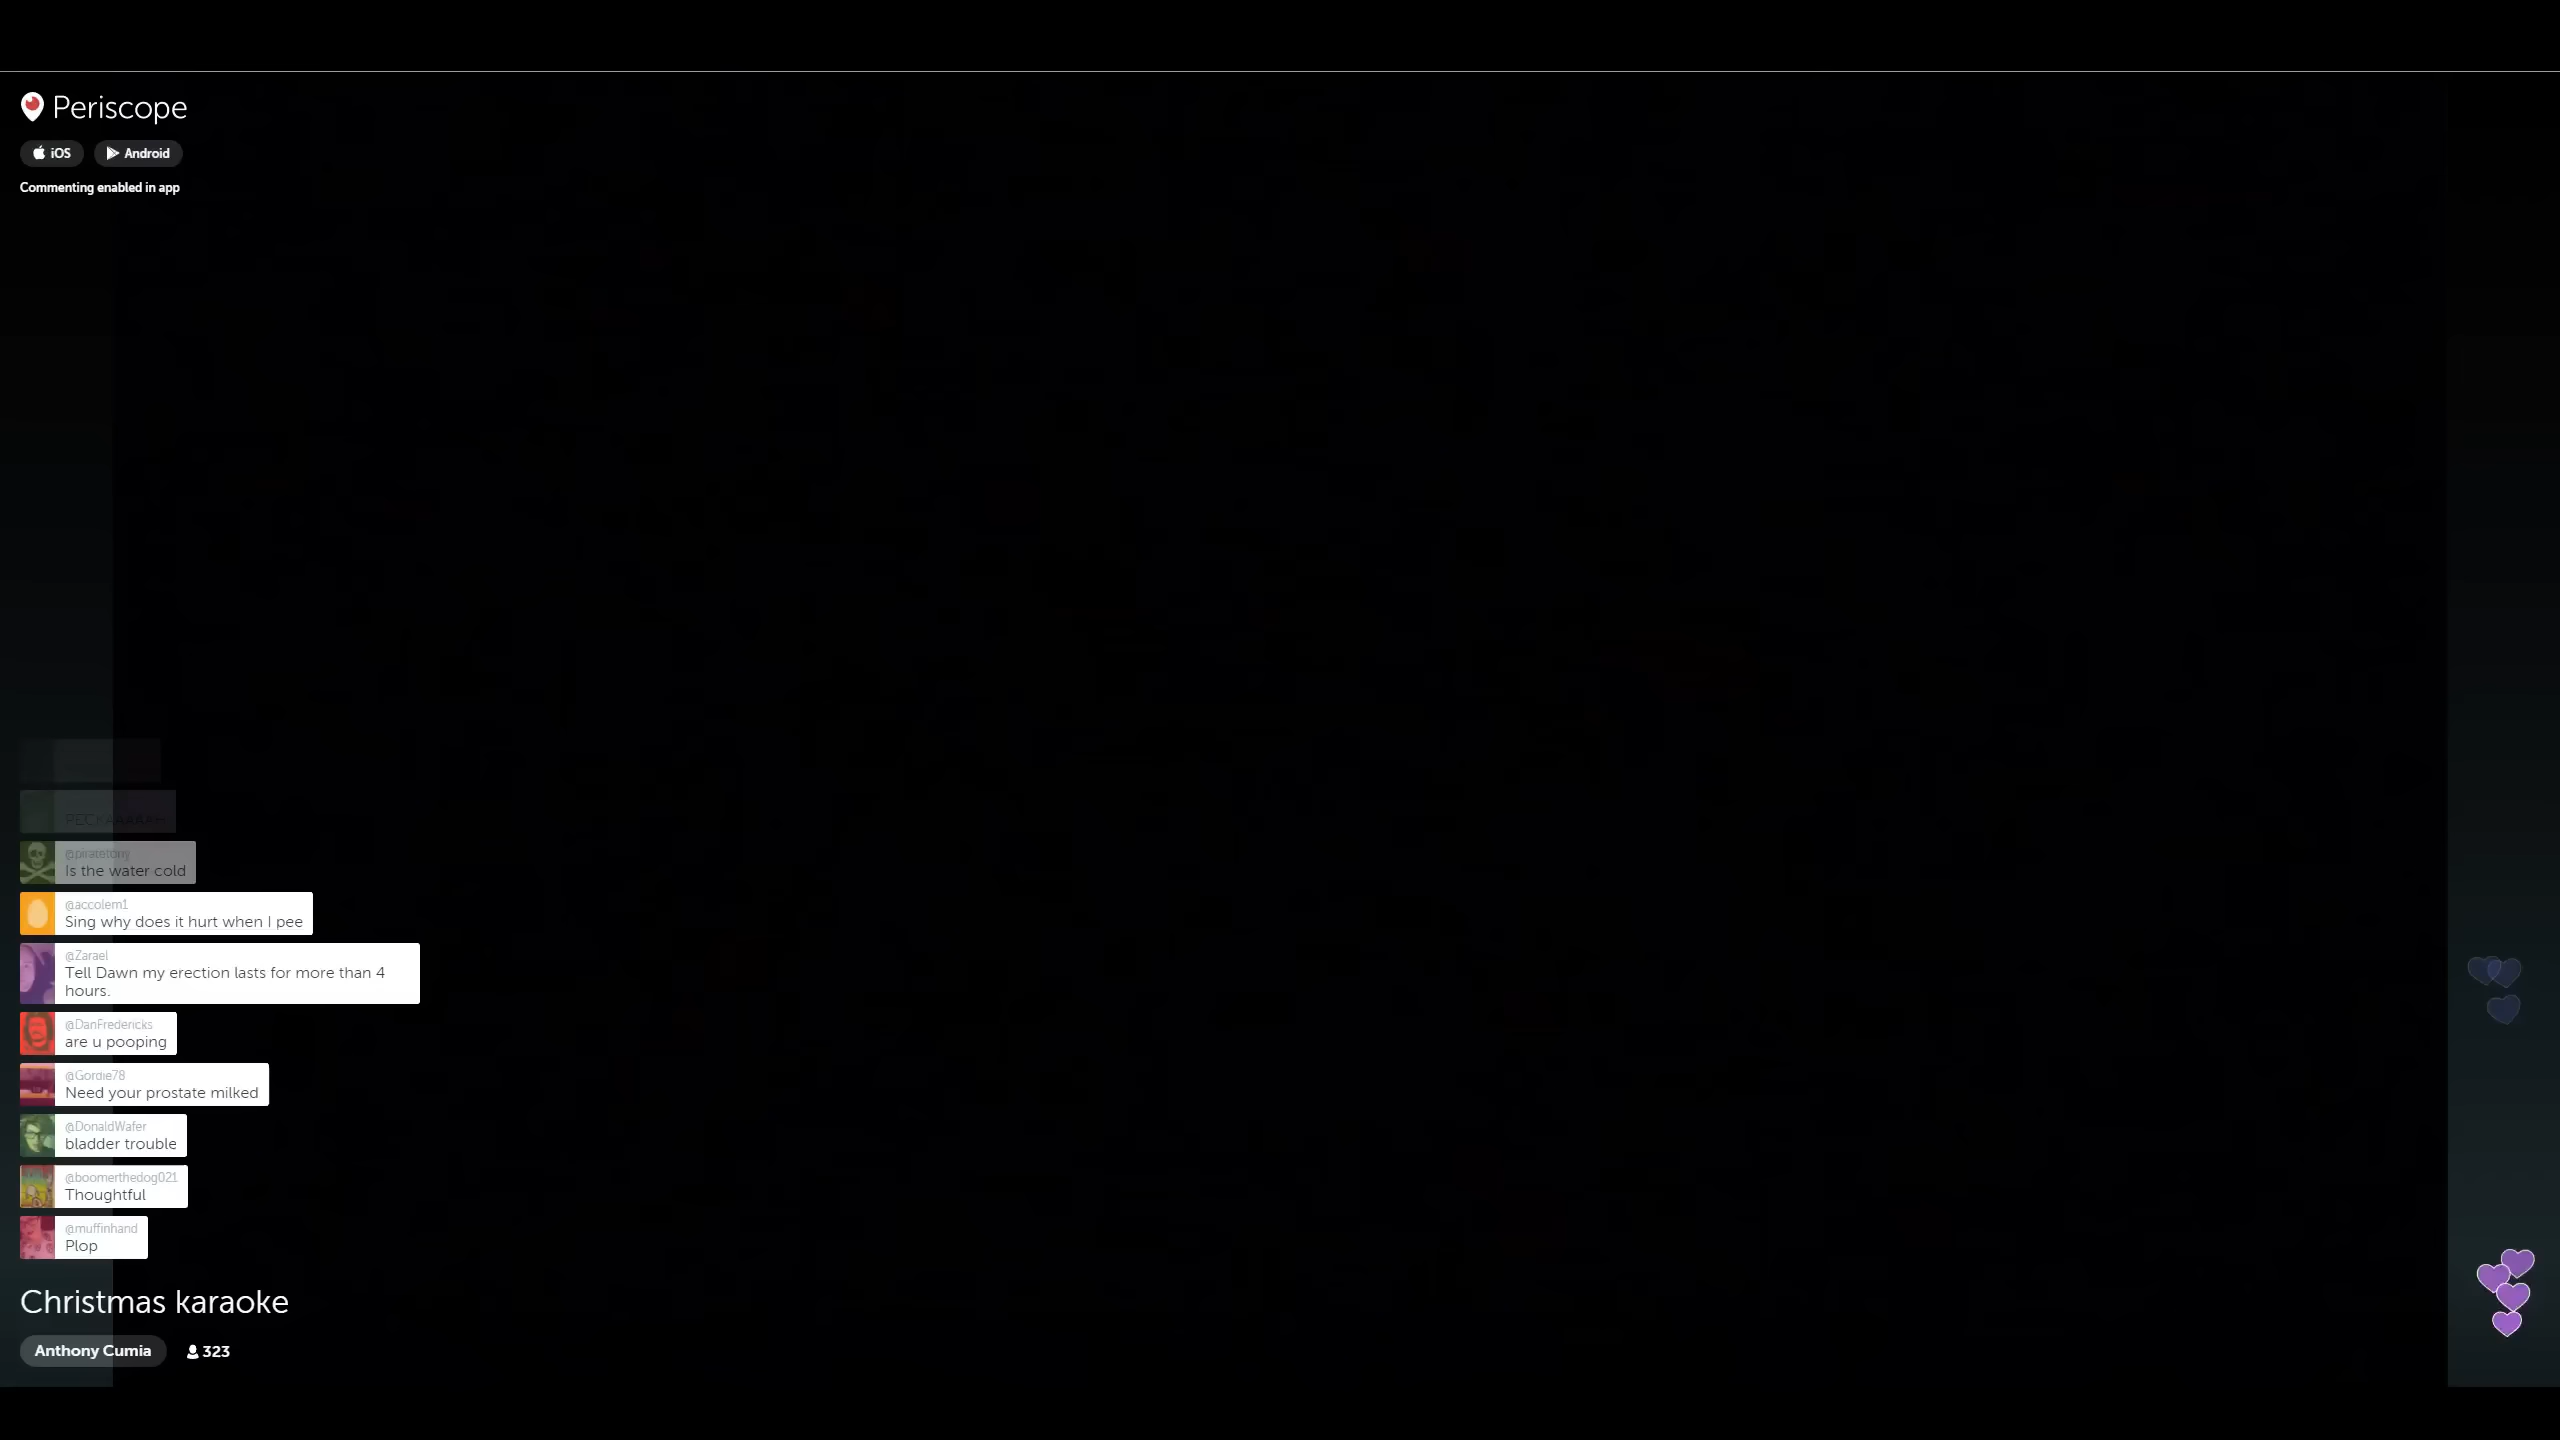 Periscope
iOS
Android
Commenting enabled in app
@piratetony
Is the water cold
@accolem1
Sing why does it hurt when I pee
@Zarael
Tell Dawn my erection lasts for more than 4
hours.
@DanFredericks
are u pooping
@Gordie78
Need your prostate milked
@DonaldWafer
bladder trouble
@boomerthedog021
Thoughtful
@muffinhand
Plop
Christmas karaoke
Anthony Cumia
323